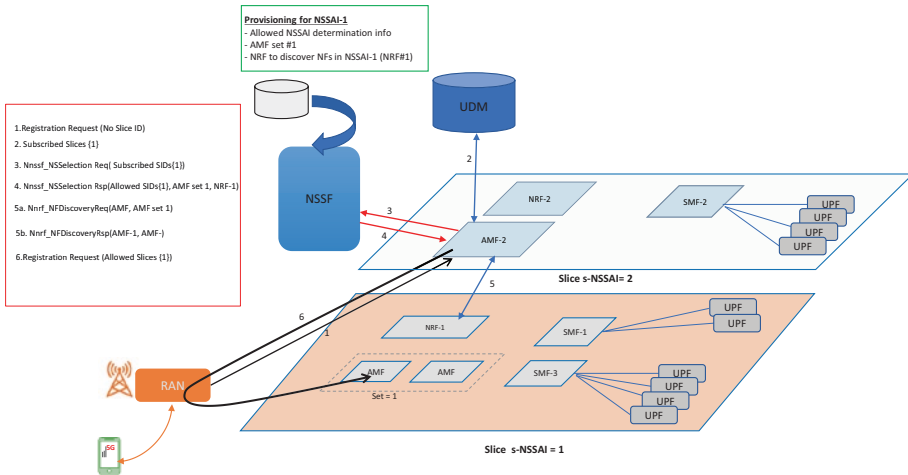 Provisioning for NSSAI-1
- Allowed NSSAI determination info
- AMF set #1
- NRF to discover NFs in NSSAI-1 (NRF#1)
UDM
1.Registration Request (No Slice ID)
2. Subscribed Slices {1}
3. Nnssf_NSSelection Req( Subscribed SIDs{1})
4. Nnssf_NSSelection Rsp(Allowed SIDs{1}, AMF set 1, NRF-1)
5a. Nnrf_NFDiscoveryReq(AMF, AMF set 1)
5b. Nnrf_NFDiscoveryRsp(AMF-1, AMF-)
6.Registration Request (Allowed Slices {1})
NSSF
2
3
4
NRF-2
AMF-2
SMF-2
UPF
UPF
UPF
UPF
Slice s-NSSAI= 2
5
6
1
NRF-1
SMF-1
UPF
UPF
AMF
AMF
Set = 1
SMF-3
UPF
UPF
UPF
UPF
RAN
5G
Slice s-NSSAI = 1